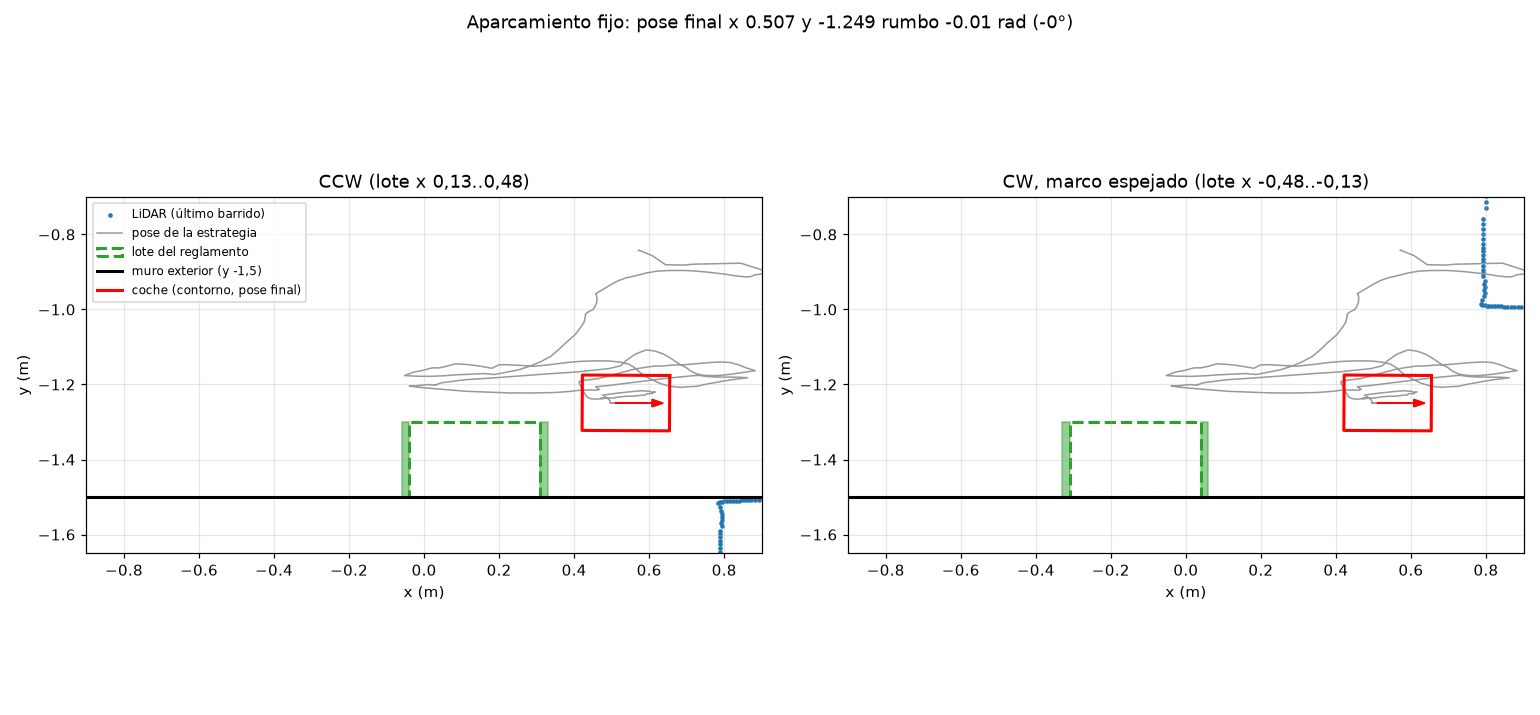 Aparcamiento fijo: pose final x 0.507 y -1.249 rumbo -0.01 rad (-0°)
CCW (lote x 0,13..0,48)
LiDAR (último barrido)
pose de la estrategia
lote del reglamento
muro exterior (y -1,5)
coche (contorno, pose final)
y (m)
−0.8
−1.0
−1.2
−1.4
−1.6
−0.8 −0.6 −0.4 −0.2 0.0 0.2 0.4 0.6 0.8
x (m)
CW, marco espejado (lote x -0,48..-0,13)
y (m)
−0.8
−1.0
−1.2
−1.4
−1.6
−0.8 −0.6 −0.4 −0.2 0.0 0.2 0.4 0.6 0.8
x (m)